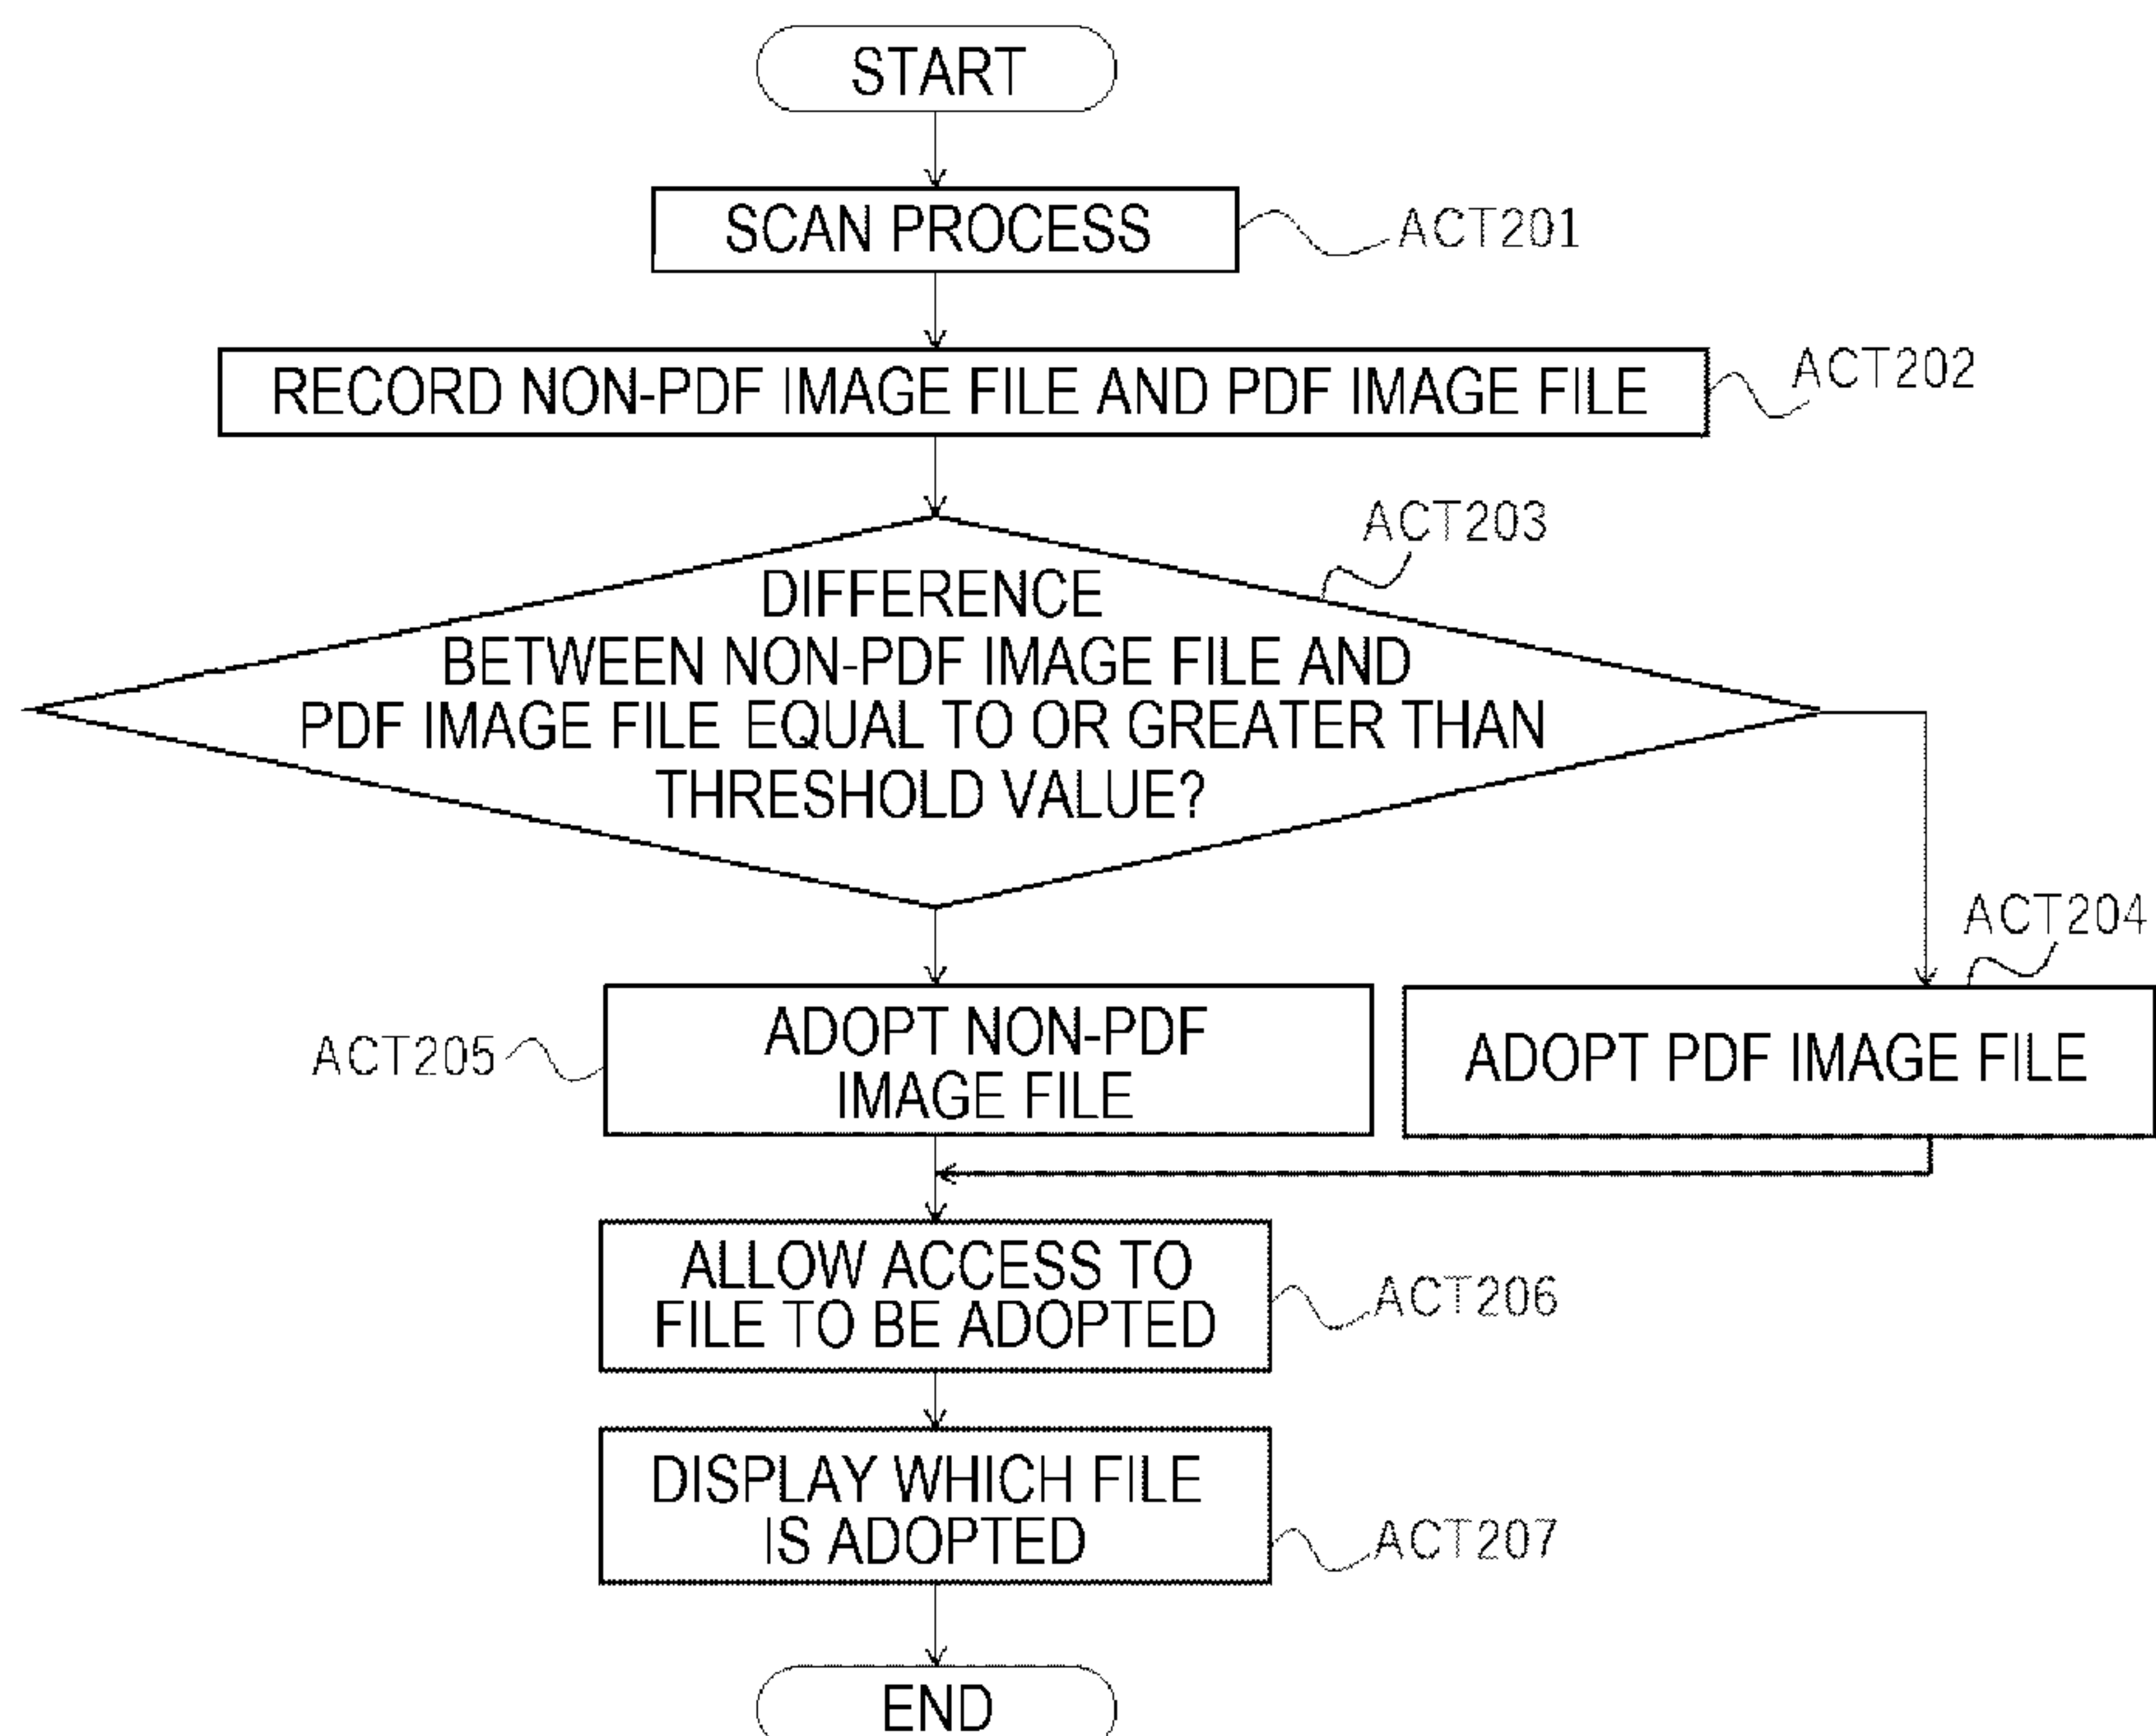 START
SCAN PROCESS
ACT201
RECORD NON-PDF IMAGE FILE AND PDF IMAGE FILE
ACT202
ACT203
DIFFERENCE
BETWEEN NON-PDF IMAGE FILE AND
PDF IMAGE FILE EQUAL TO OR GREATER THAN
THRESHOLD VALUE?
ACT204
ACT205
ADOPT NON-PDF
IMAGE FILE
ADOPT PDF IMAGE FILE
ALLOW ACCESS TO
FILE TO BE ADOPTED
ACT206
DISPLAY WHICH FILE
IS ADOPTED
ACT207
END